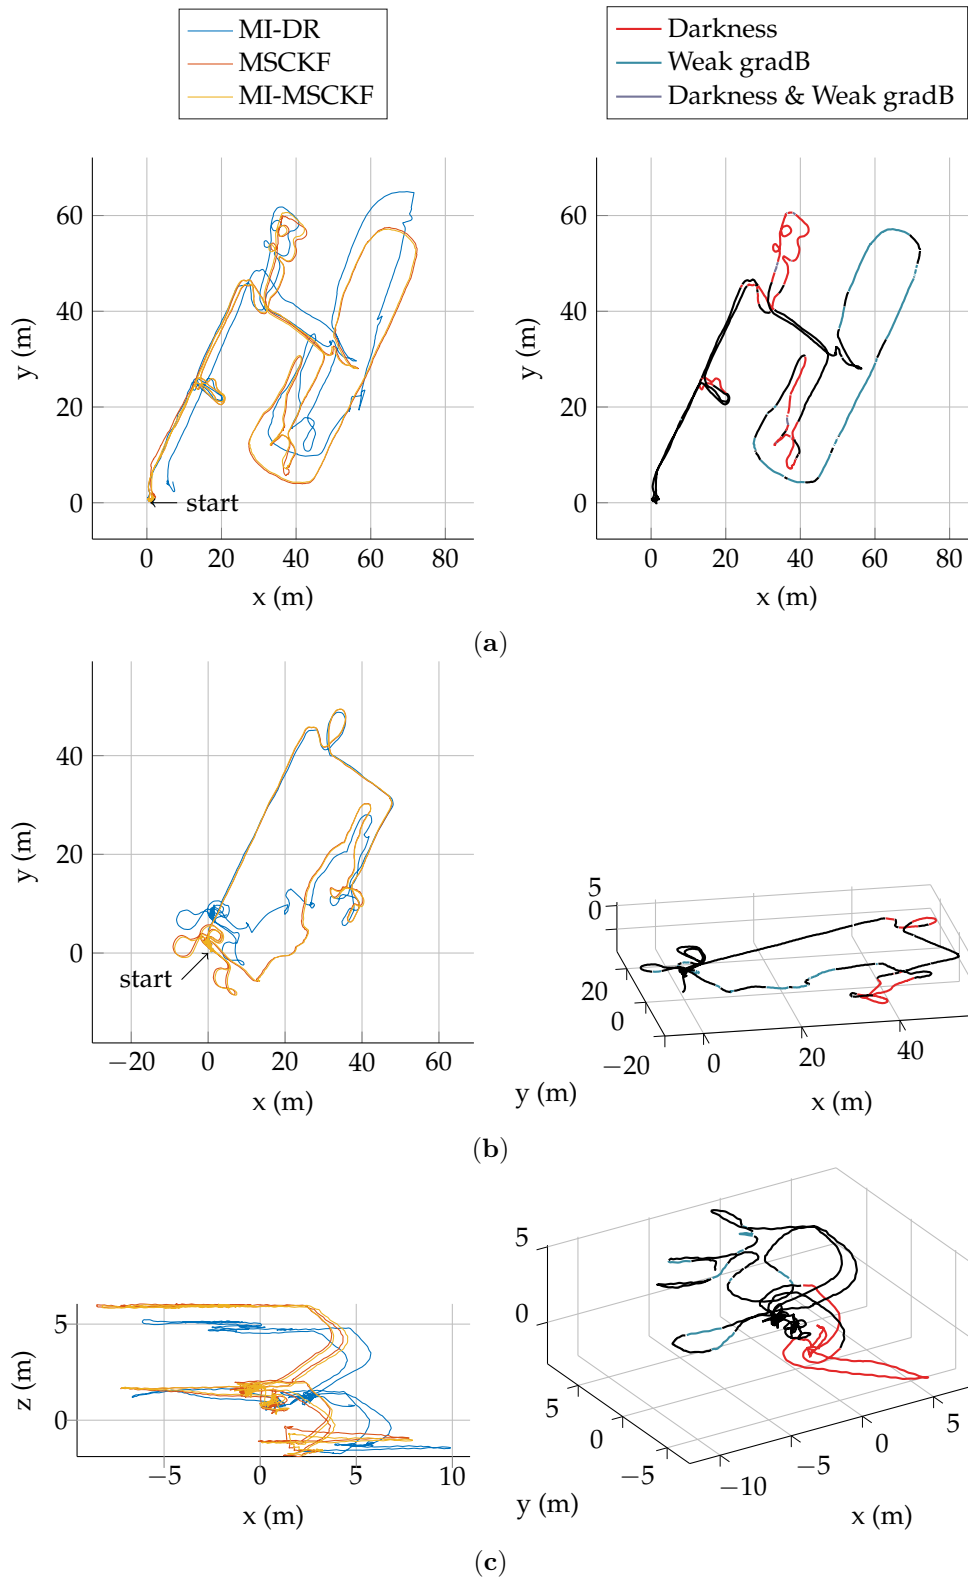 MI-DR
MSCKF
MI-MSCKF
Darkness
Weak gradB
Darkness & Weak gradB
60
40
20
0
y (m)
start
0 20 40 60 80
x (m)
60
40
20
0
y (m)
0 20 40 60 80
x (m)
(a)
40
20
0
y (m)
start
−20 0 20 40 60
x (m)
5
0
20
0
−20
y (m)
0 20 40
x (m)
(b)
5
0
z (m)
−5 0 5 10
x (m)
5
0
5
0
−5
y (m)
−10 −5 0 5
x (m)
(c)